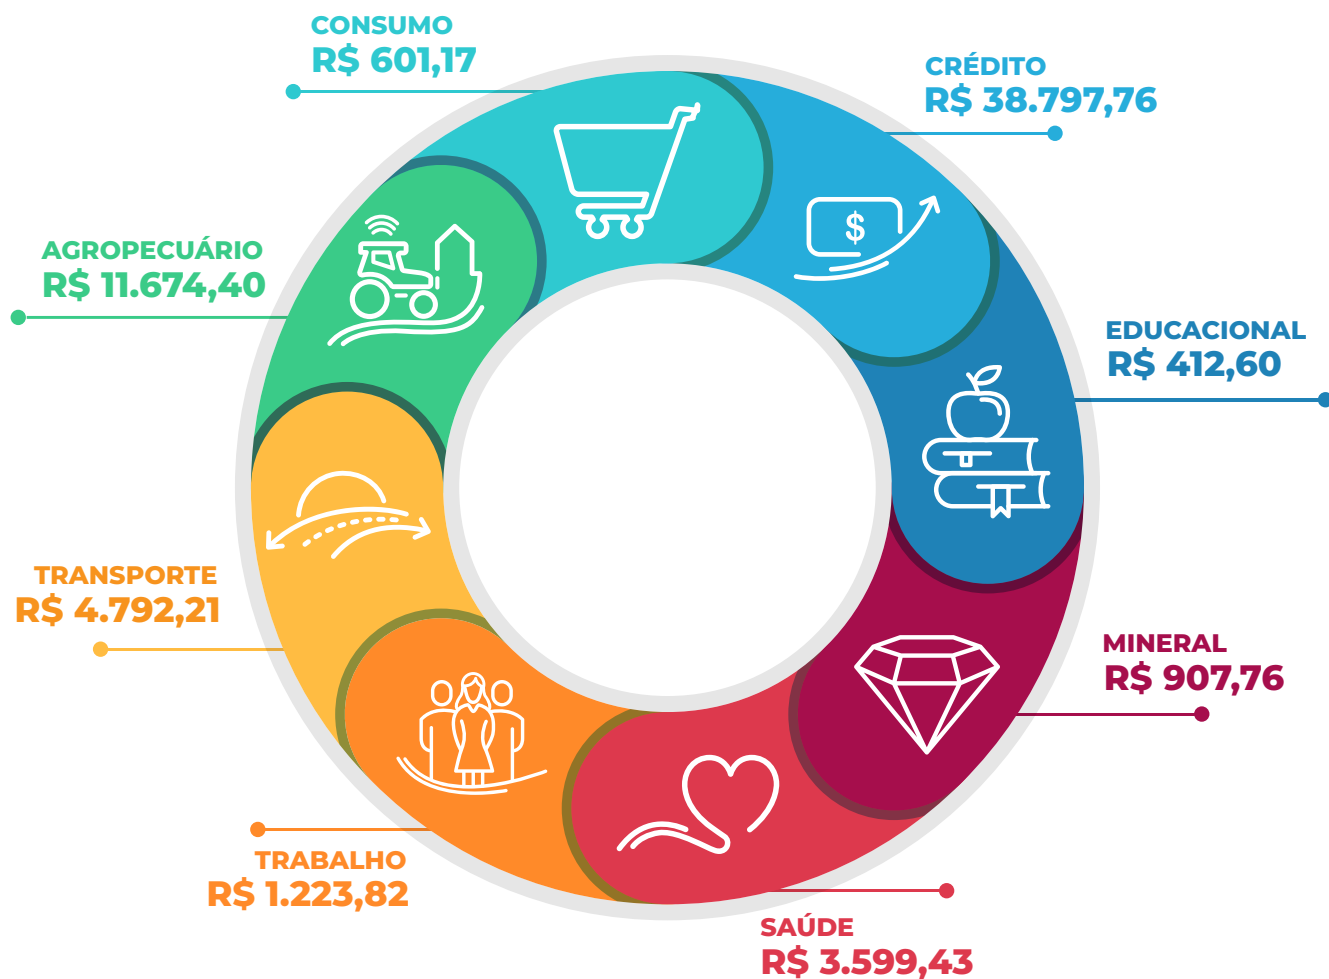 CONSUMO
R$ 601,17
CRÉDITO
R$ 38.797,76
$
AGROPECUÁRIO
R$ 11.674,40
EDUCACIONAL
R$ 412,60
TRANSPORTE
R$ 4.792,21
MINERAL
R$ 907,76
TRABALHO
R$ 1.223,82
SAÚDE
R$ 3.599,43